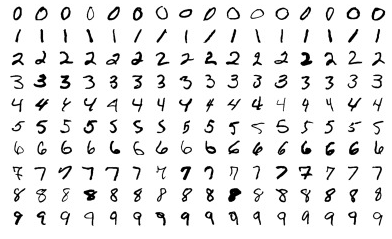 0 0 0 0 0 0 0 0 0 0 0 0 0 0 0 0
1 1 1 1 1 1 1 1 1 1 1 1 1 1 1 1
2 2 2 2 2 2 2 2 2 2 2 2 2 2 2 2
3 3 3 3 3 3 3 3 3 3 3 3 3 3 3 3
4 4 4 4 4 4 4 4 4 4 4 4 4 4 4 4
5 5 5 5 5 5 5 5 5 5 5 5 5 5 5 5
6 6 6 6 6 6 6 6 6 6 6 6 6 6 6 6
7 7 7 7 7 7 7 7 7 7 7 7 7 7 7 7
8 8 8 8 8 8 8 8 8 8 8 8 8 8 8 8
9 9 9 9 9 9 9 9 9 9 9 9 9 9 9 9